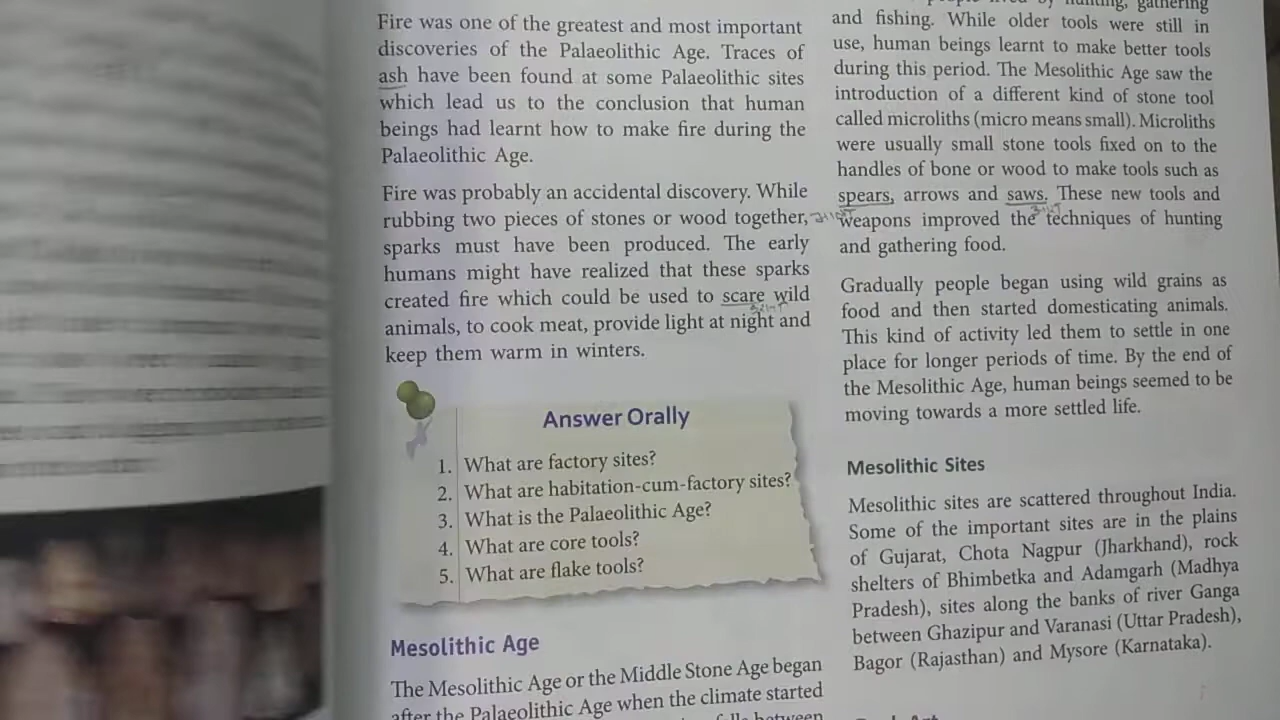 Fire was one of the greatest and most important
discoveries of the Palaeolithic Age. Traces of
ash have been found at some Palaeolithic sites
which lead us to the conclusion that human
beings had learnt how to make fire during the
Palaeolithic Age.
Fire was probably an accidental discovery. While
rubbing two pieces of stones or wood together,
sparks must have been produced. The early
humans might have realized that these sparks
created fire which could be used to scare wild
animals, to cook meat, provide light at night and
keep them warm in winters.
Answer Orally
1. What are factory sites?
2. What are habitation-cum-factory sites?
3. What is the Palaeolithic Age?
4. What are core tools?
5. What are flake tools?
Mesolithic Age
The Mesolithic Age or the Middle Stone Age began
after the Palaeolithic Age when the climate started
between
hunting, gathering
and fishing. While older tools were still in
use, human beings learnt to make better tools
during this period. The Mesolithic Age saw the
introduction of a different kind of stone tool
called microliths (micro means small). Microliths
were usually small stone tools fixed on to the
handles of bone or wood to make tools such as
spears, arrows and saws. These new tools and
weapons improved the techniques of hunting
and gathering food.
Gradually people began using wild grains as
food and then started domesticating animals.
This kind of activity led them to settle in one
place for longer periods of time. By the end of
the Mesolithic Age, human beings seemed to be
moving towards a more settled life.
Mesolithic Sites
Mesolithic sites are scattered throughout India.
Some of the important sites are in the plains
of Gujarat, Chota Nagpur (Jharkhand), rock
shelters of Bhimbetka and Adamgarh (Madhya
Pradesh), sites along the banks of river Ganga
between Ghazipur and Varanasi (Uttar Pradesh),
Bagor (Rajasthan) and Mysore (Karnataka).